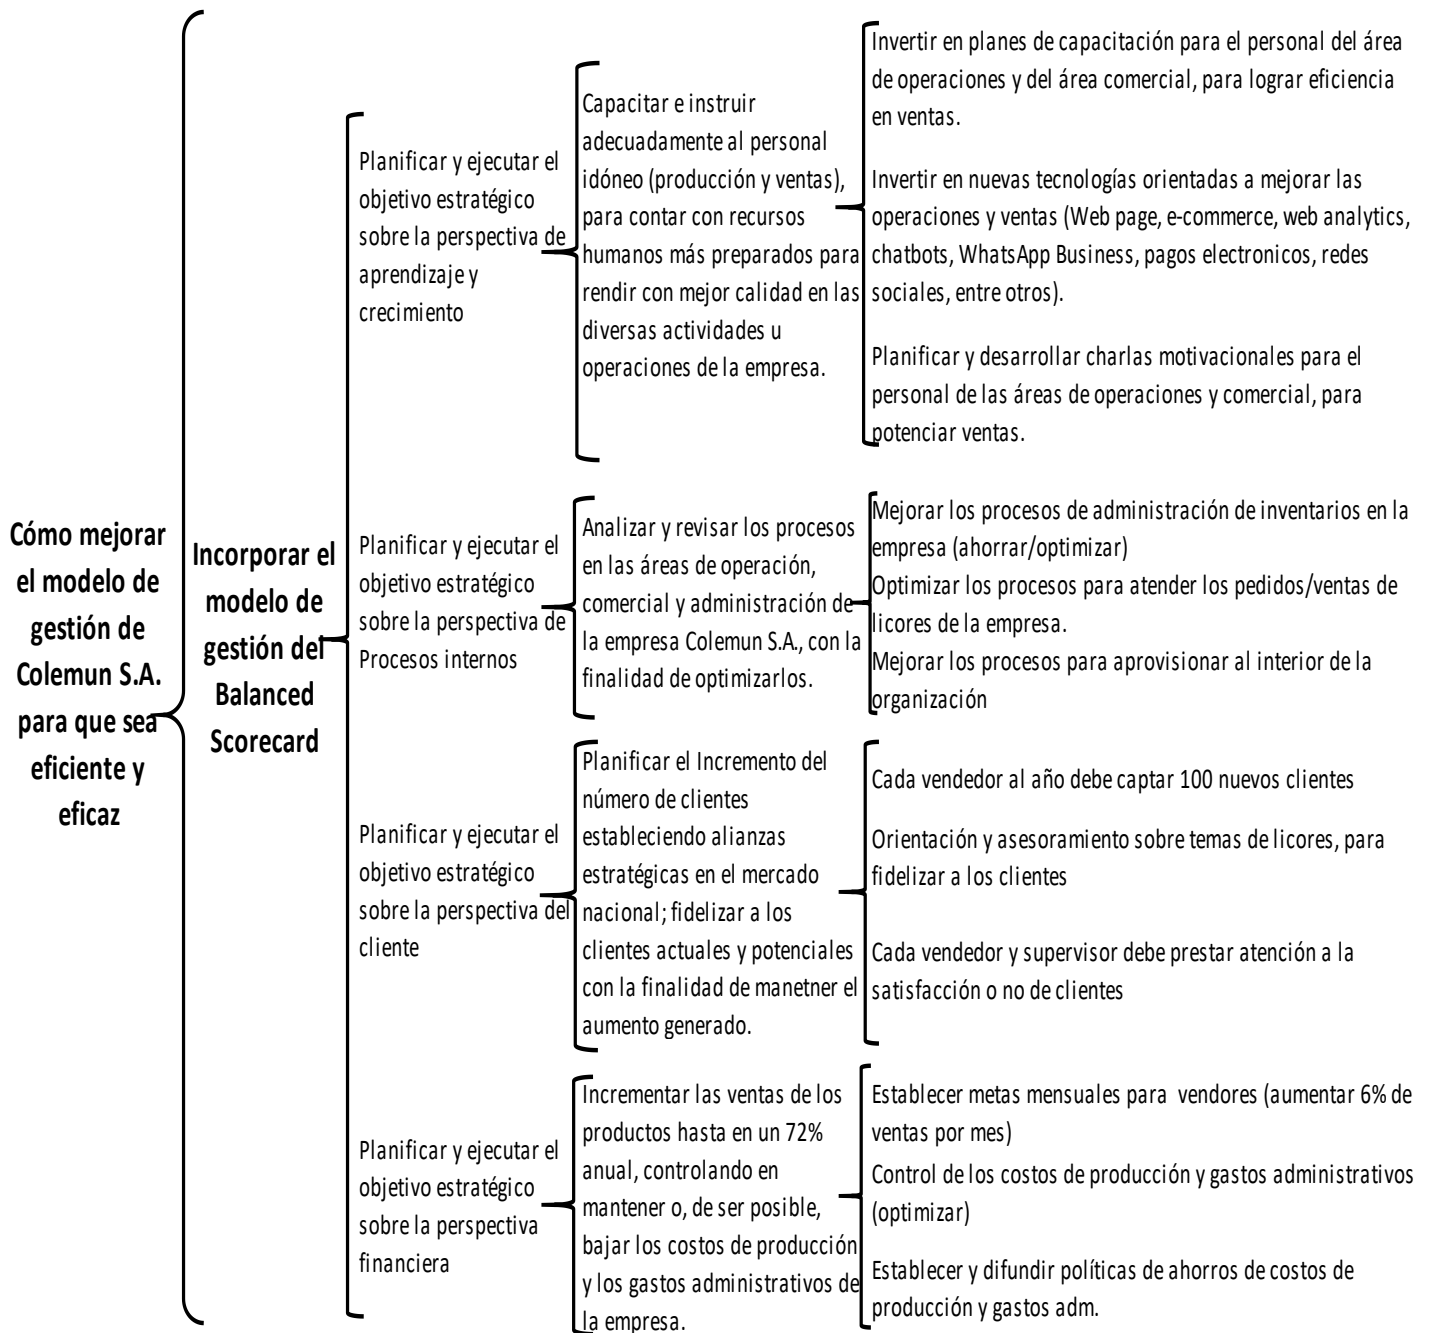 Cómo mejorar
el modelo de
gestión de
Colemun S.A.
para que sea
eficiente y
eficaz
Incorporar el
modelo de
gestión del
Balanced
Scorecard
Planificar y ejecutar el
objetivo estratégico
sobre la perspectiva de
aprendizaje y
crecimiento
Capacitar e instruir
adecuadamente al personal
idóneo (producción y ventas),
para contar con recursos
humanos más preparados para
rendir con mejor calidad en las
diversas actividades u
operaciones de la empresa.
Invertir en planes de capacitación para el personal del área
de operaciones y del área comercial, para lograr eficiencia
en ventas.
Invertir en nuevas tecnologías orientadas a mejorar las
operaciones y ventas (Web page, e-commerce, web analytics,
chatbots, WhatsApp Business, pagos electronicos, redes
sociales, entre otros).
Planificar y desarrollar charlas motivacionales para el
personal de las áreas de operaciones y comercial, para
potenciar ventas.
Planificar y ejecutar el
objetivo estratégico
sobre la perspectiva de
Procesos internos
Analizar y revisar los procesos
en las áreas de operación,
comercial y administración de
la empresa Colemun S.A., con la
finalidad de optimizarlos.
Mejorar los procesos de administración de inventarios en la
empresa (ahorrar/optimizar)
Optimizar los procesos para atender los pedidos/ventas de
licores de la empresa.
Mejorar los procesos para aprovisionar al interior de la
organización
Planificar y ejecutar el
objetivo estratégico
sobre la perspectiva del
cliente
Planificar el Incremento del
número de clientes
estableciendo alianzas
estratégicas en el mercado
nacional; fidelizar a los
clientes actuales y potenciales
con la finalidad de manetner el
aumento generado.
Cada vendedor al año debe captar 100 nuevos clientes
Orientación y asesoramiento sobre temas de licores, para
fidelizar a los clientes
Cada vendedor y supervisor debe prestar atención a la
satisfacción o no de clientes
Planificar y ejecutar el
objetivo estratégico
sobre la perspectiva
financiera
Incrementar las ventas de los
productos hasta en un 72%
anual, controlando en
mantener o, de ser posible,
bajar los costos de producción
y los gastos administrativos de
la empresa.
Establecer metas mensuales para vendores (aumentar 6% de
ventas por mes)
Control de los costos de producción y gastos administrativos
(optimizar)
Establecer y difundir políticas de ahorros de costos de
producción y gastos adm.